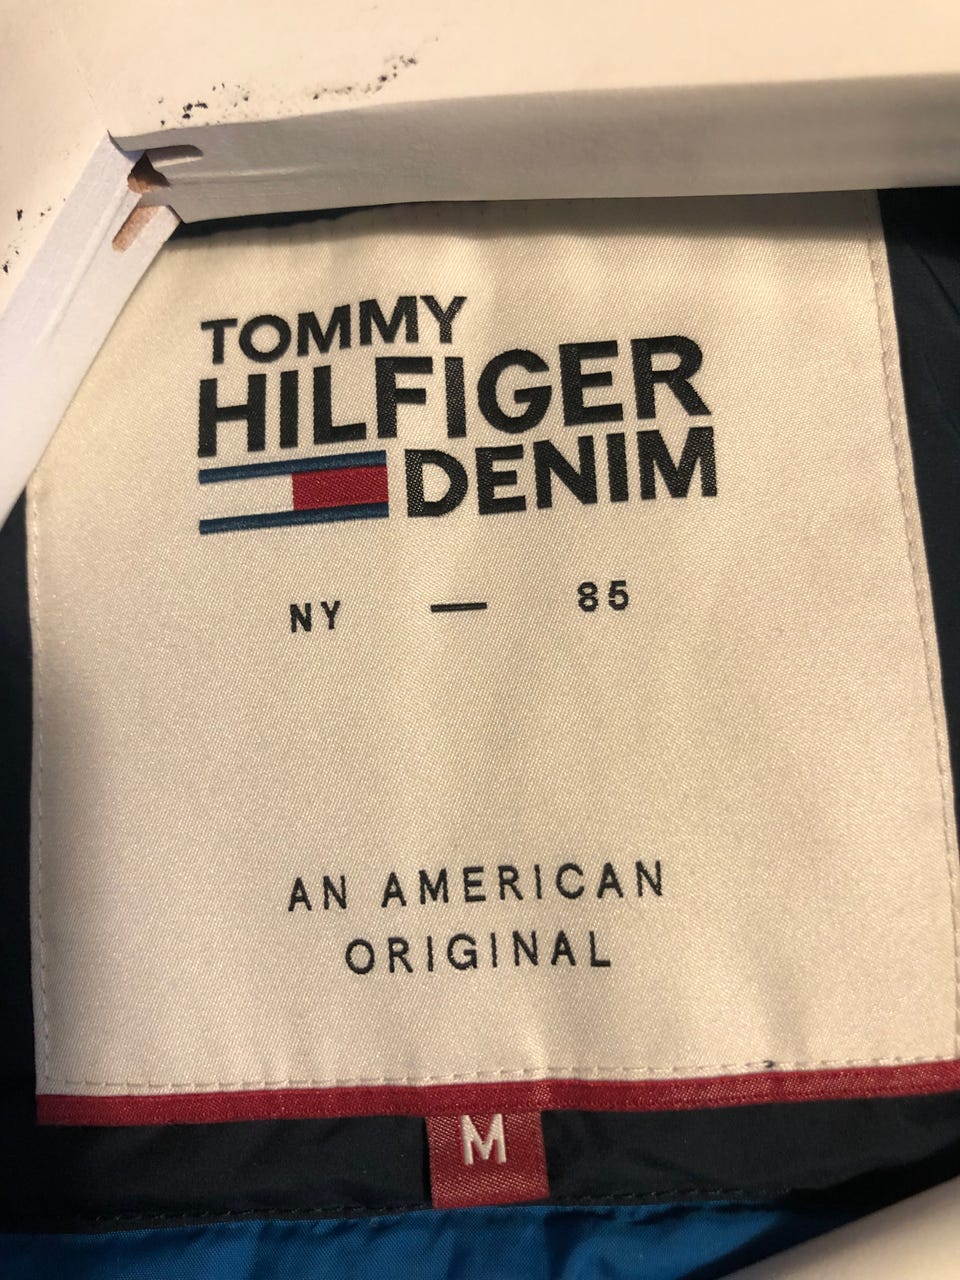 TOMMY
HILFIGER
DENIM
NY — 85
AN AMERICAN
ORIGINAL
M